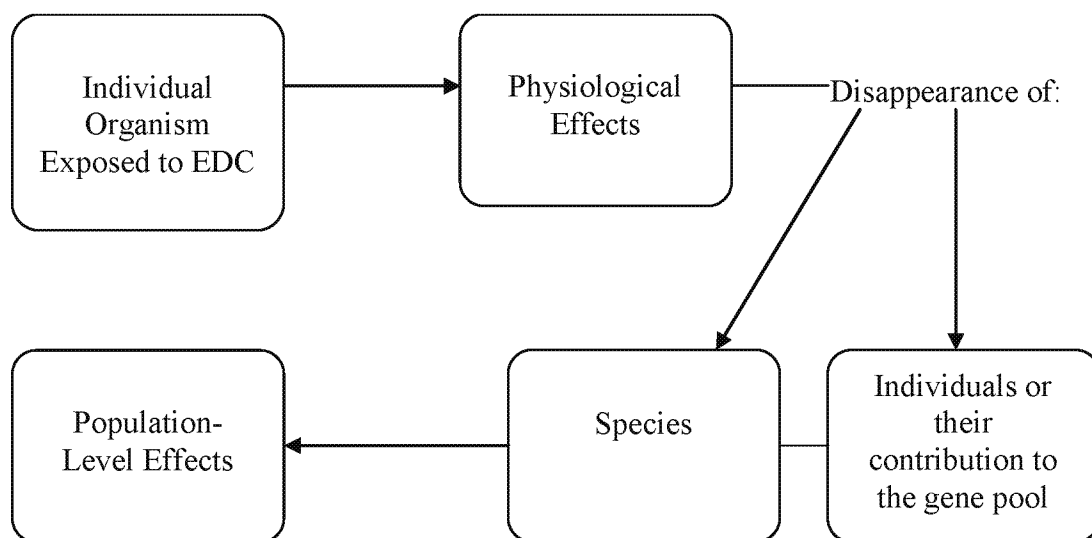 Individual
Organism
Exposed to EDC
Physiological
Effects
Disappearance of:
Population-
Level Effects
Species
Individuals or
their
contribution to
the gene pool